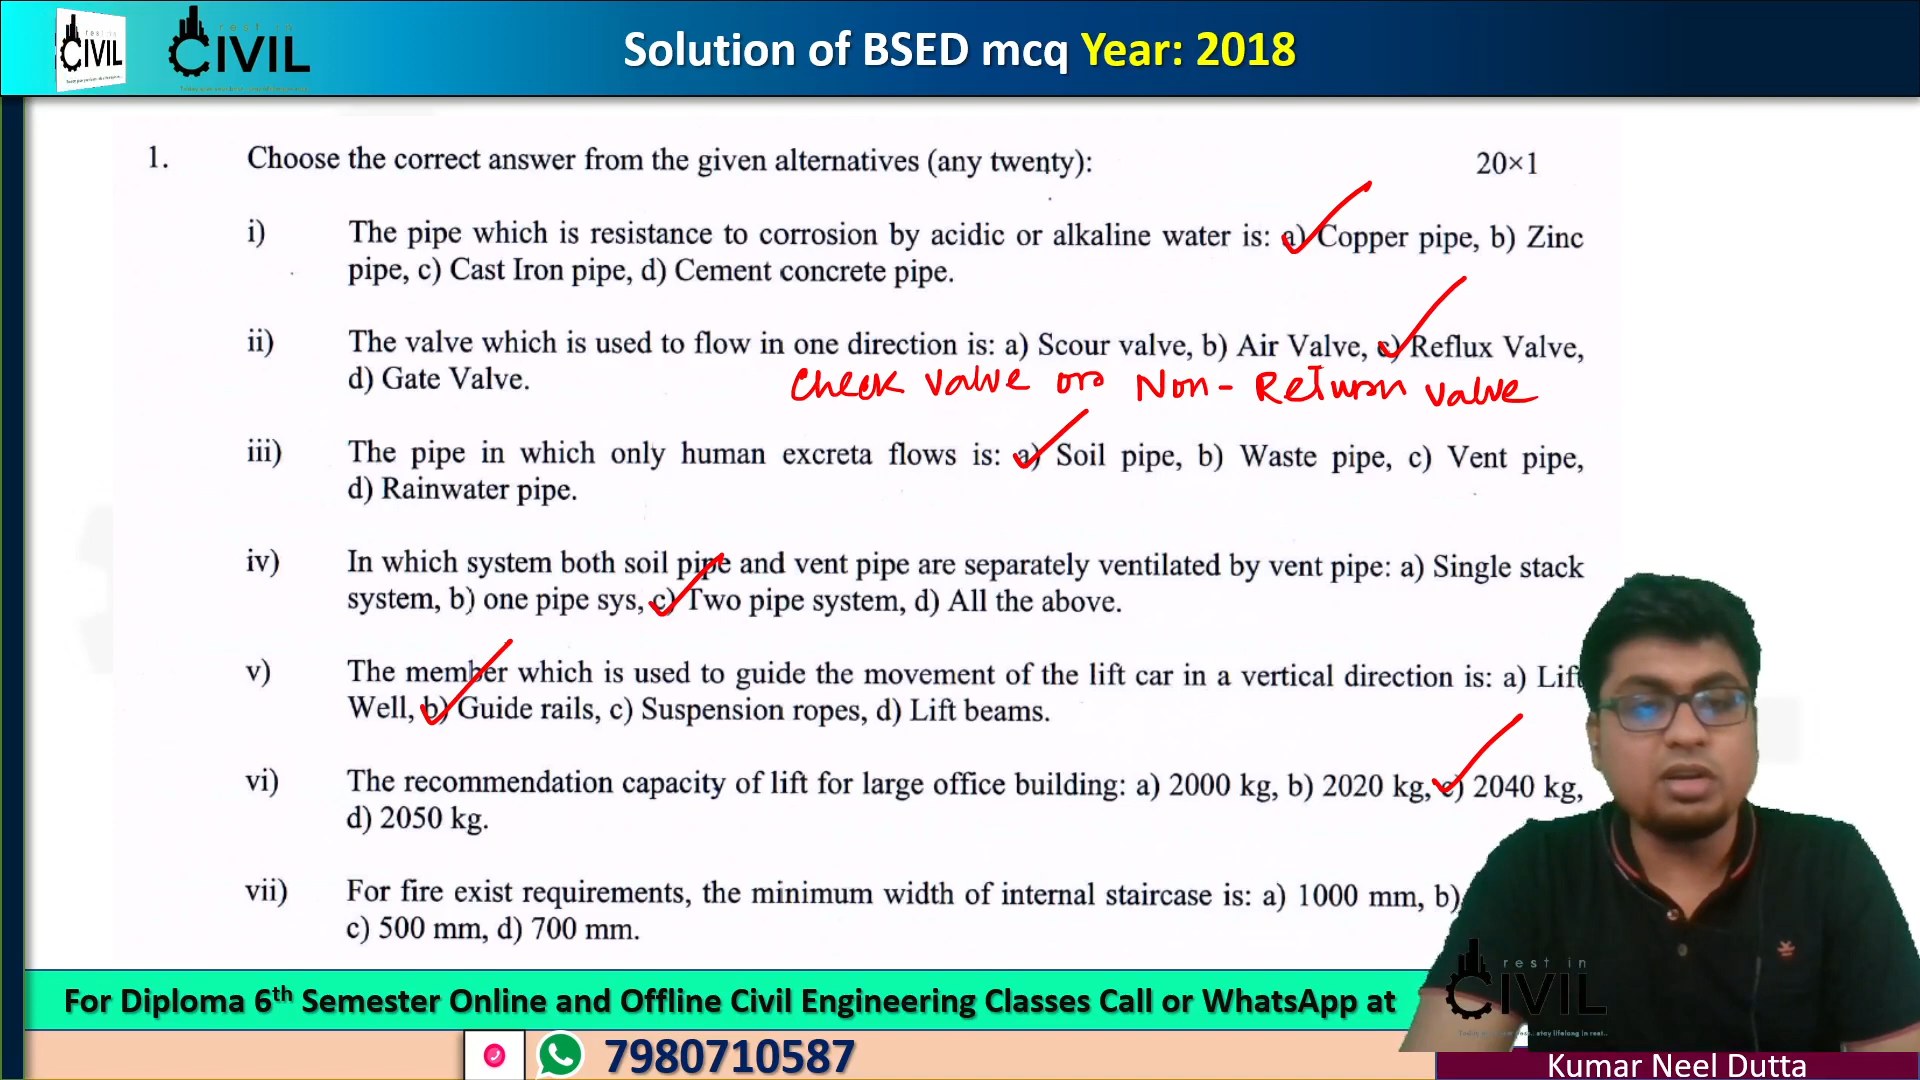 rest in
CIVIL
rest in
CIVIL
Solution of BSED mcq Year: 2018
1. Choose the correct answer from the given alternatives (any twenty): 20×1
i) The pipe which is resistance to corrosion by acidic or alkaline water is: a) Copper pipe, b) Zinc
pipe, c) Cast Iron pipe, d) Cement concrete pipe.
ii) The valve which is used to flow in one direction is: a) Scour valve, b) Air Valve, c) Reflux Valve,
d) Gate Valve.
Check valve or Non-Return valve
iii) The pipe in which only human excreta flows is: a) Soil pipe, b) Waste pipe, c) Vent pipe,
d) Rainwater pipe.
iv) In which system both soil pipe and vent pipe are separately ventilated by vent pipe: a) Single stack
system, b) one pipe sys, c) Two pipe system, d) All the above.
v) The member which is used to guide the movement of the lift car in a vertical direction is: a) Lift
Well, b) Guide rails, c) Suspension ropes, d) Lift beams.
vi) The recommendation capacity of lift for large office building: a) 2000 kg, b) 2020 kg, c) 2040 kg,
d) 2050 kg.
vii) For fire exist requirements, the minimum width of internal staircase is: a) 1000 mm, b)
c) 500 mm, d) 700 mm.
For Diploma 6th Semester Online and Offline Civil Engineering Classes Call or WhatsApp at
rest in
CIVIL
7980710587
Kumar Neel Dutta